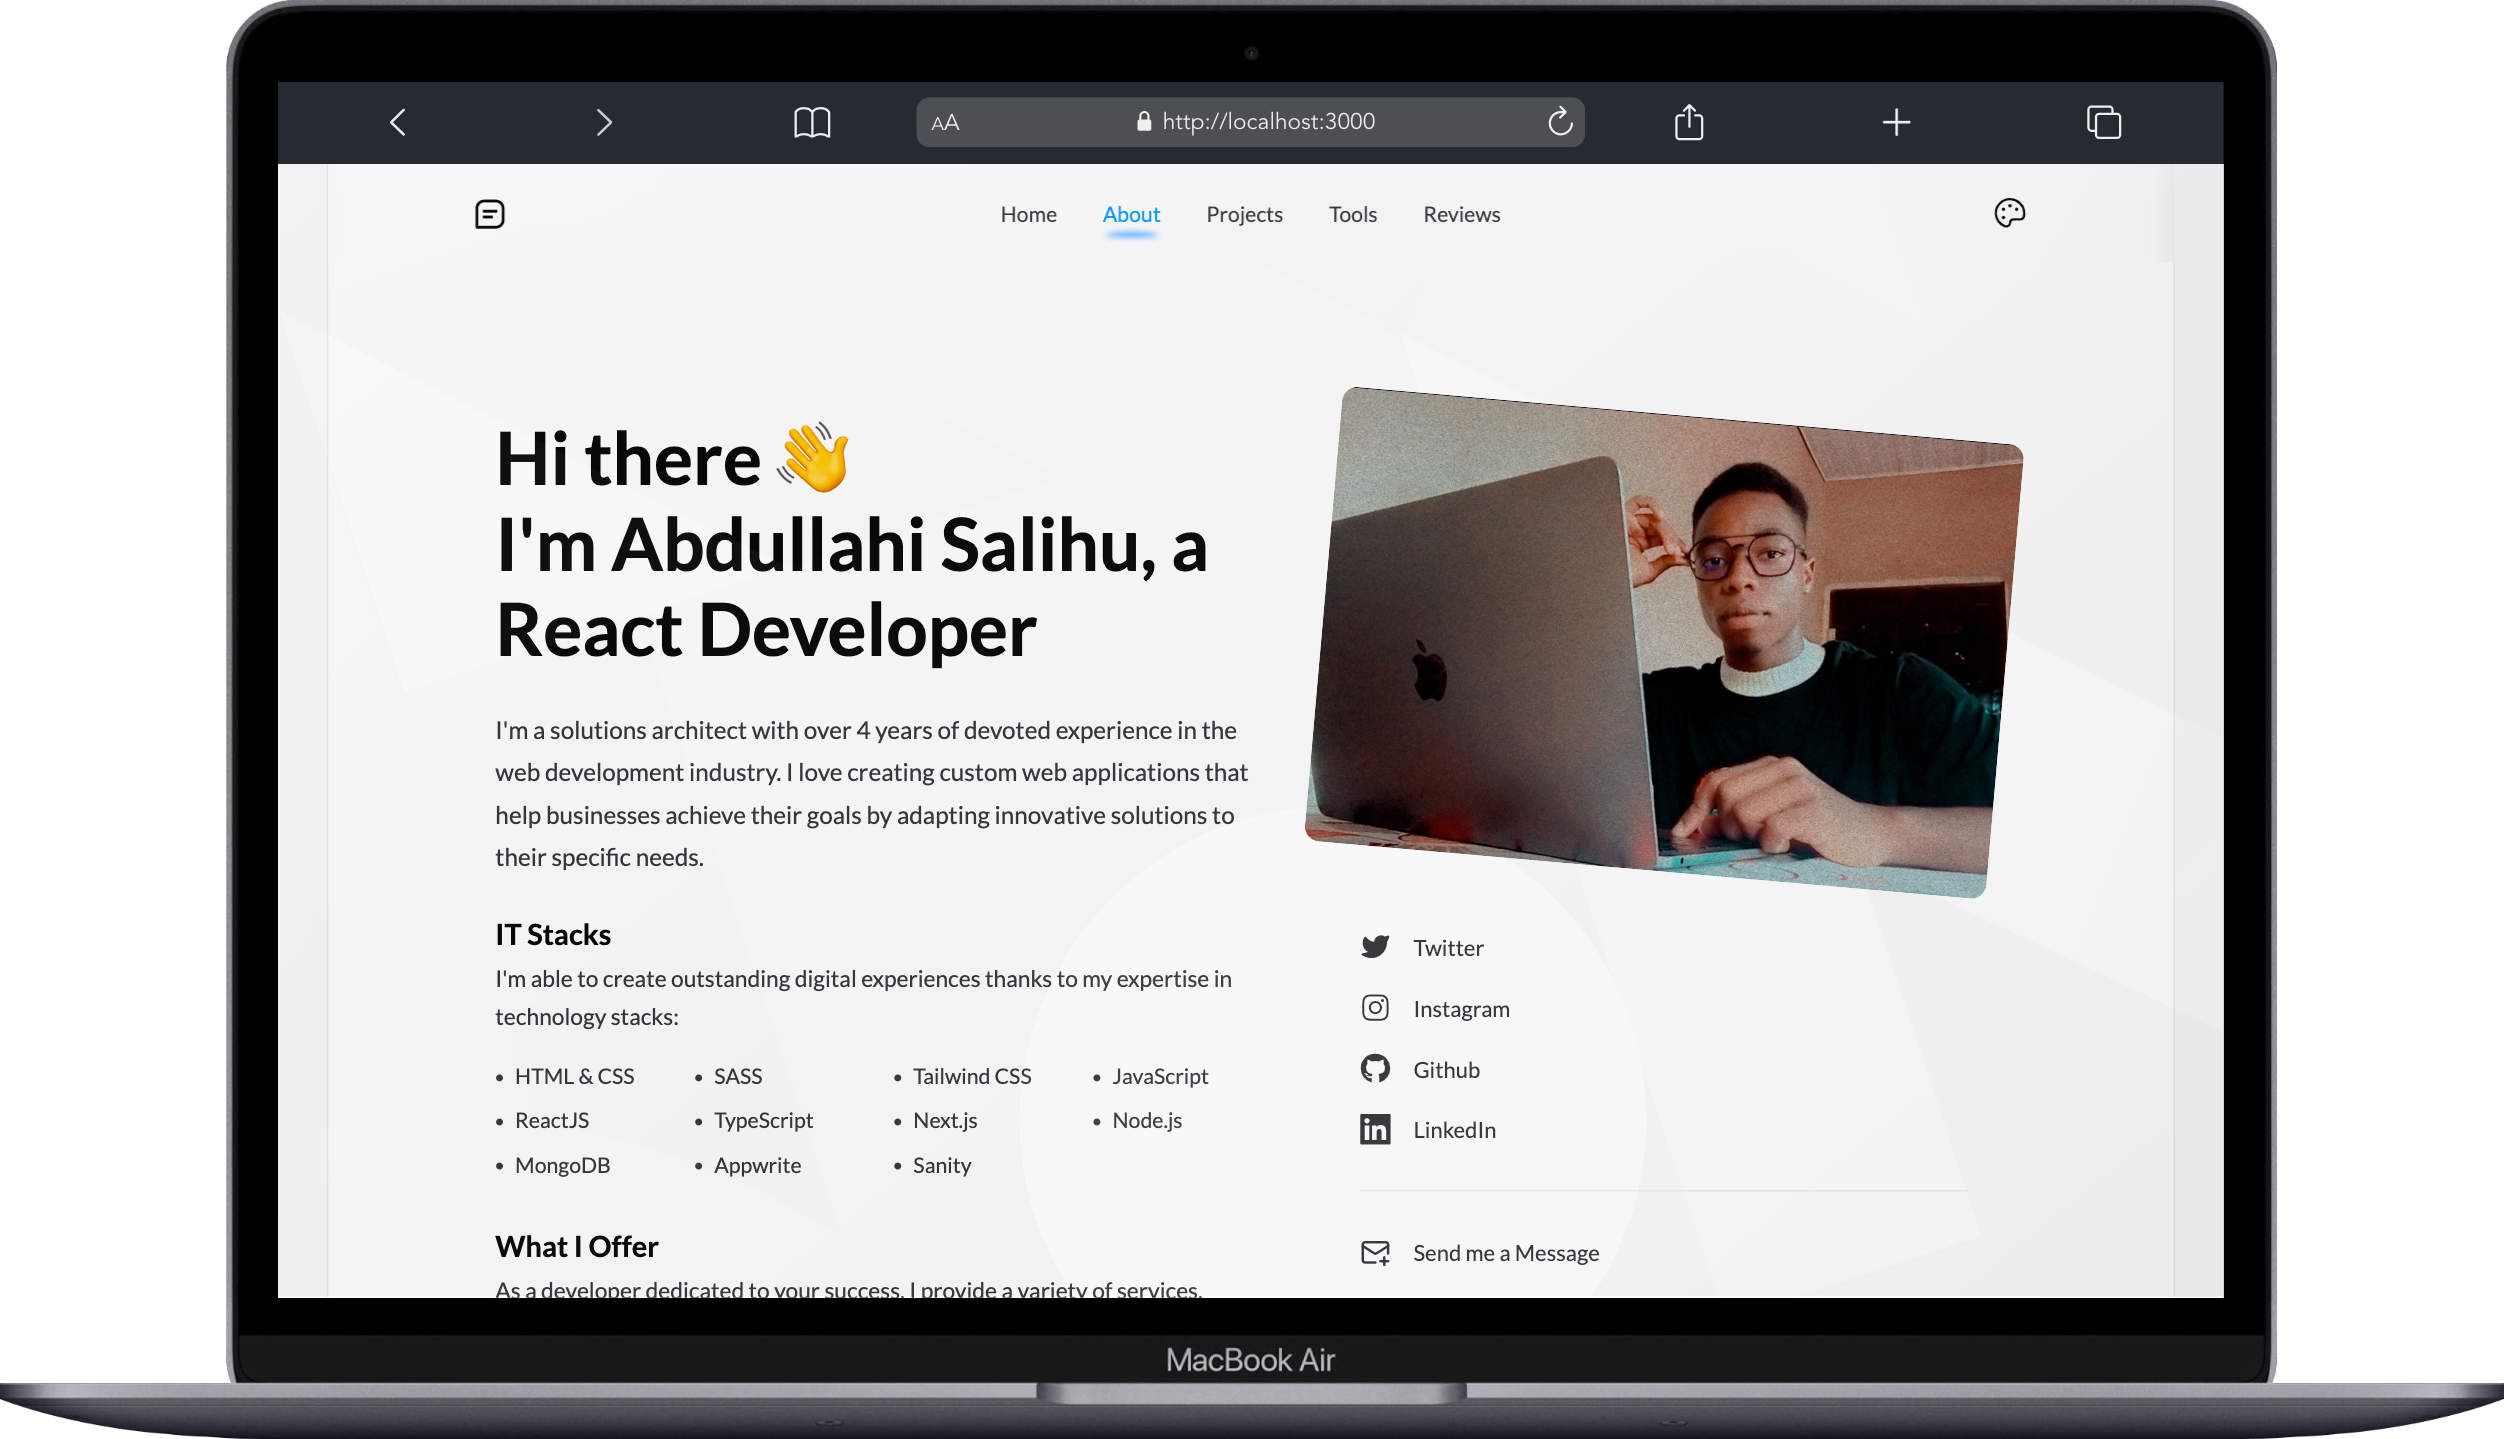 AA http://localhost:3000
Home About Projects Tools Reviews
Hi there 👋
I'm Abdullahi Salihu, a
React Developer
I'm a solutions architect with over 4 years of devoted experience in the
web development industry. I love creating custom web applications that
help businesses achieve their goals by adapting innovative solutions to
their specific needs.
IT Stacks
I'm able to create outstanding digital experiences thanks to my expertise in
technology stacks:
• HTML & CSS • SASS • Tailwind CSS • JavaScript
• ReactJS • TypeScript • Next.js • Node.js
• MongoDB • Appwrite • Sanity
What I Offer
As a developer dedicated to your success, I provide a variety of services,
Twitter
Instagram
Github
in LinkedIn
Send me a Message
MacBook Air